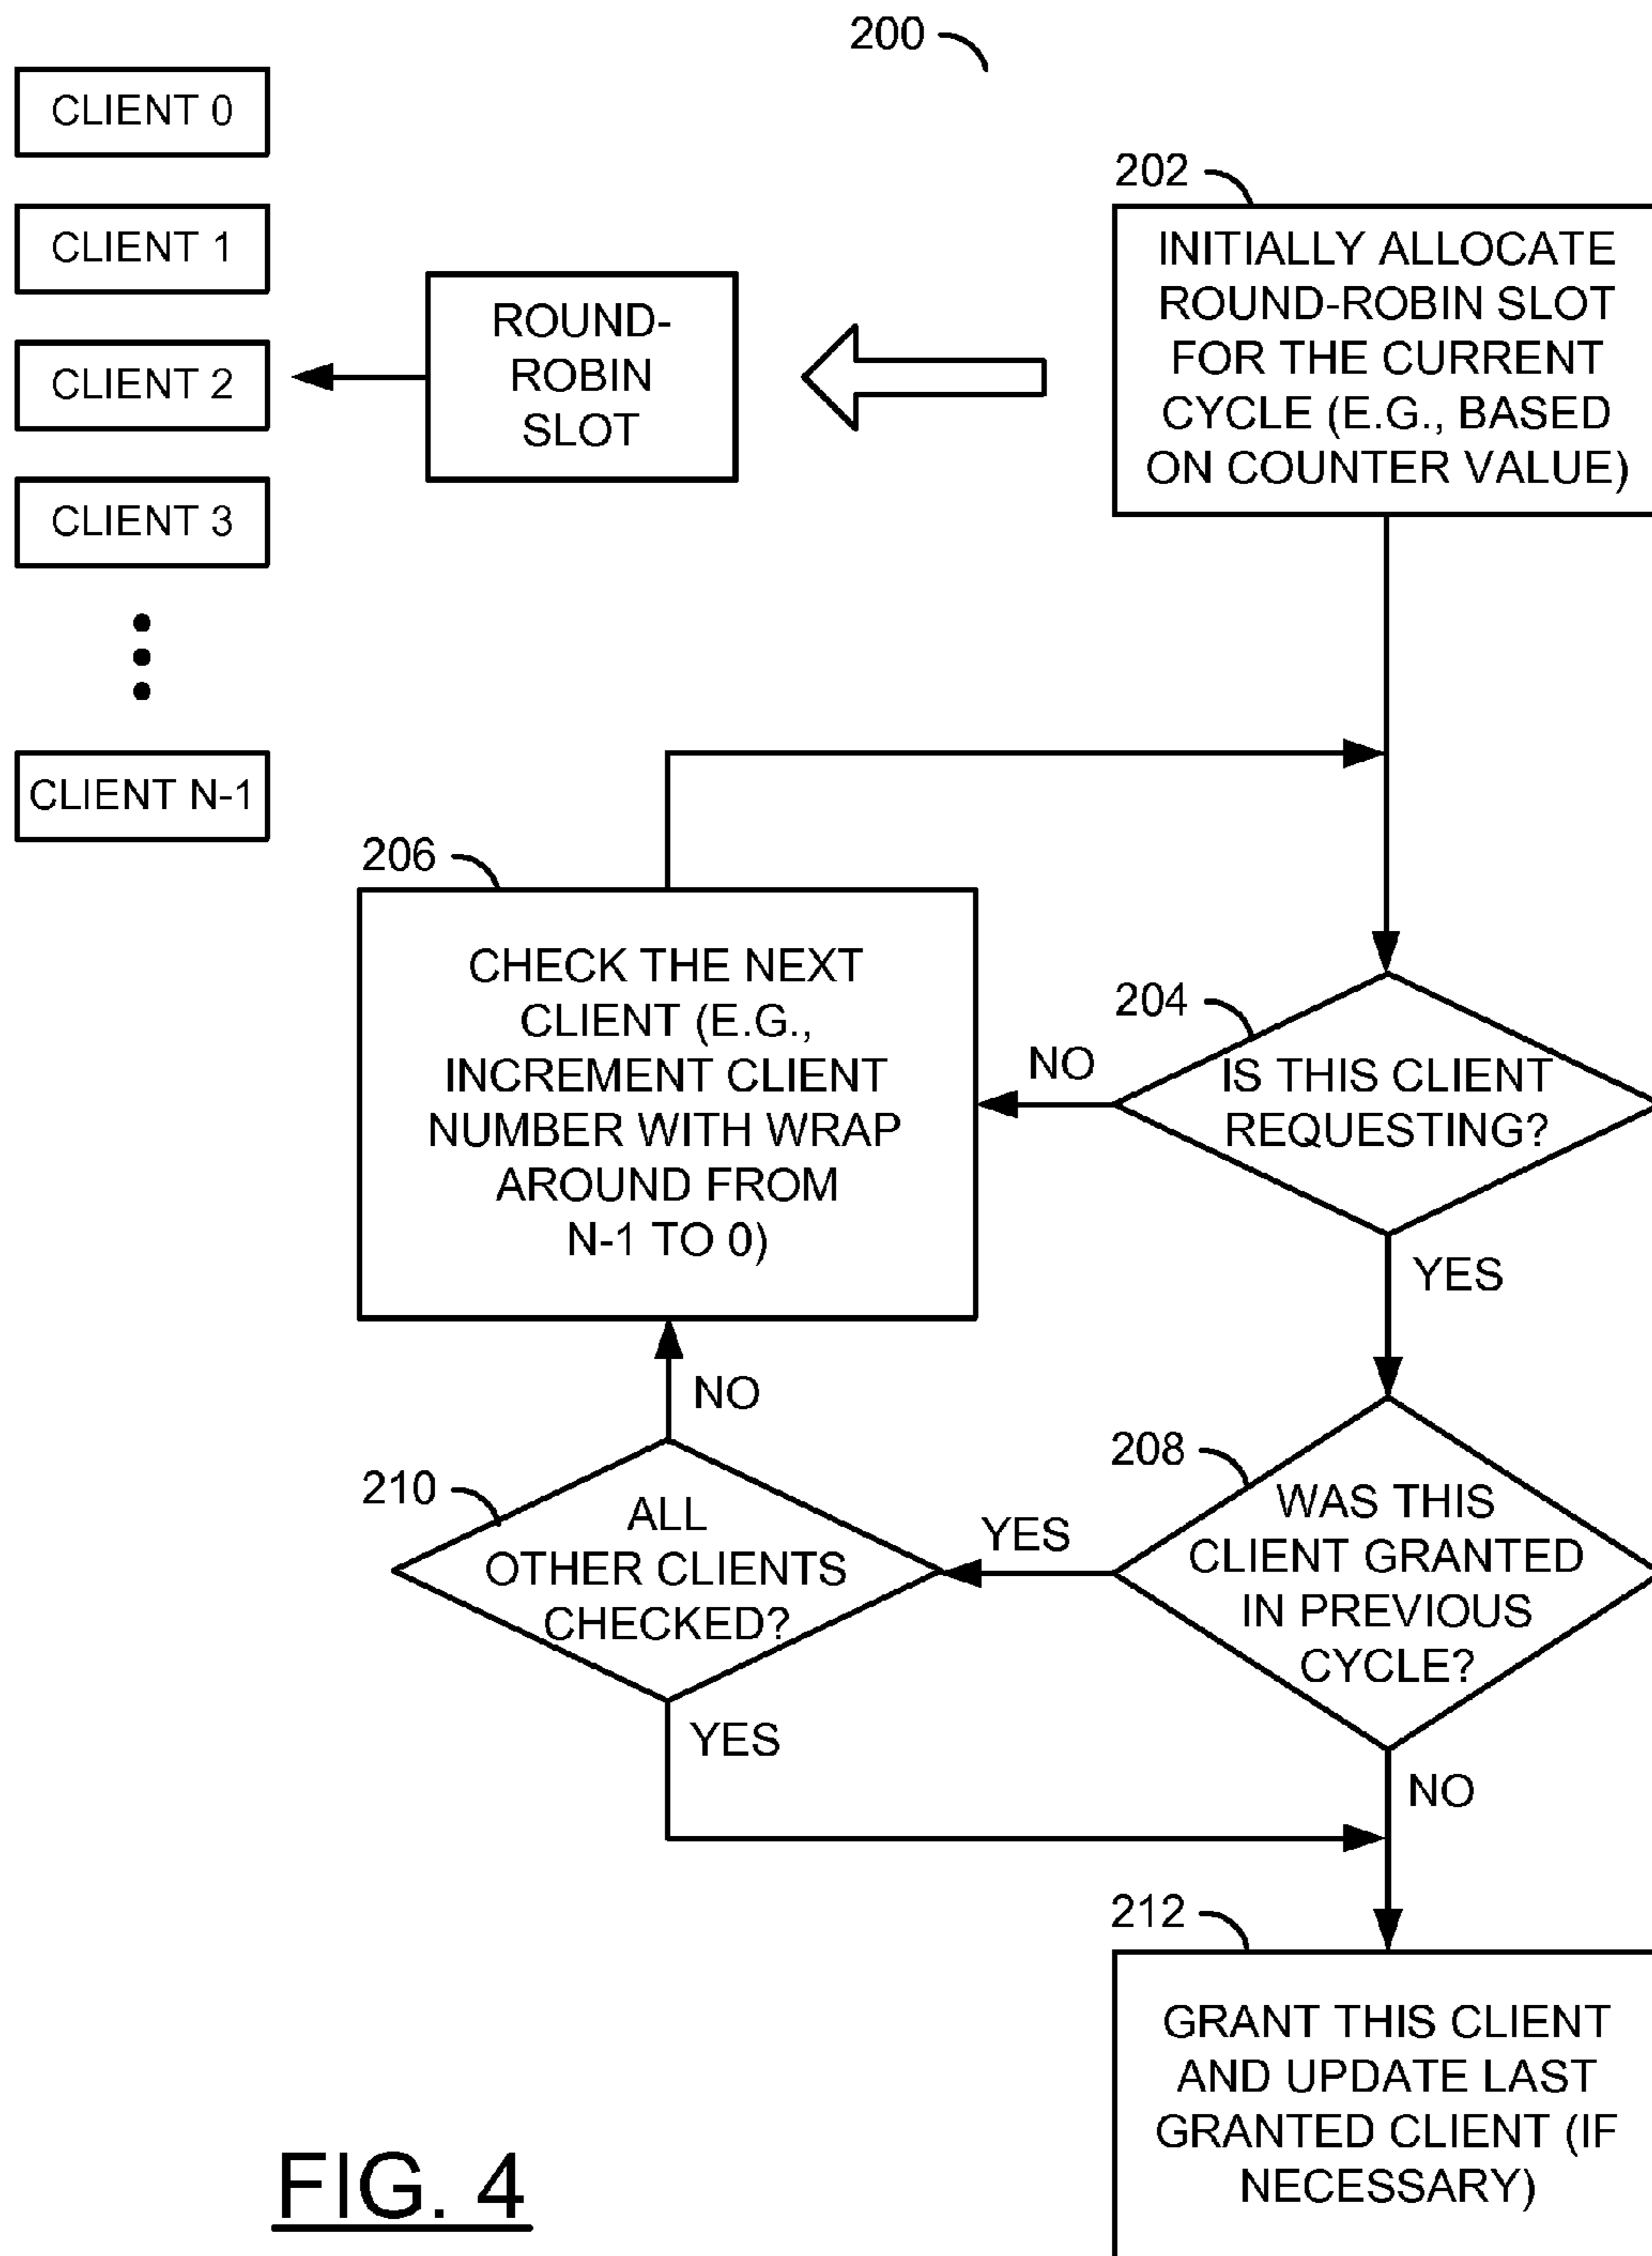 200
CLIENT 0
CLIENT 1
CLIENT 2
CLIENT 3
CLIENT N-1
ROUND-
ROBIN
SLOT
202
INITIALLY ALLOCATE
ROUND-ROBIN SLOT
FOR THE CURRENT
CYCLE (E.G., BASED
ON COUNTER VALUE)
206
CHECK THE NEXT
CLIENT (E.G.,
INCREMENT CLIENT
NUMBER WITH WRAP
AROUND FROM
N-1 TO 0)
204
IS THIS CLIENT
REQUESTING?
NO
YES
208
WAS THIS
CLIENT GRANTED
IN PREVIOUS
CYCLE?
YES
NO
210
ALL
OTHER CLIENTS
CHECKED?
NO
YES
212
GRANT THIS CLIENT
AND UPDATE LAST
GRANTED CLIENT (IF
NECESSARY)
FIG. 4